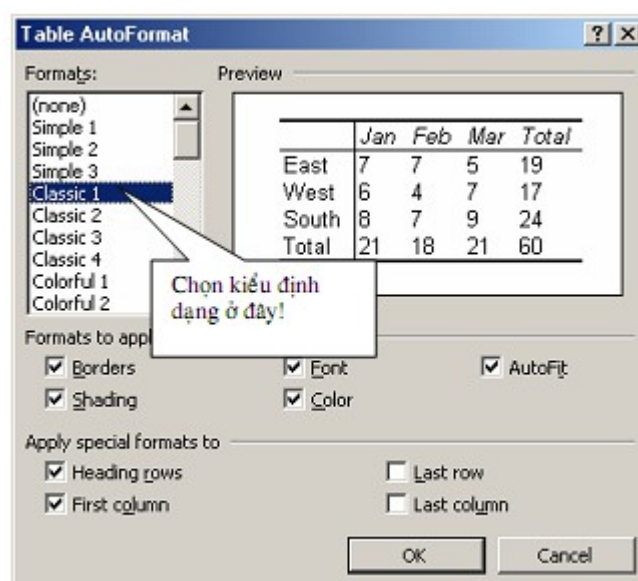 Table AutoFormat
Formats:
(none)
Simple 1
Simple 2
Simple 3
Classic 1
Classic 2
Classic 3
Classic 4
Colorful 1
Colorful 2
Preview
Jan Feb Mar Total
East 7 7 5 19
West 6 4 7 17
South 8 7 9 24
Total 21 18 21 60
Chọn kiểu định
dạng ở đây!
Formats to appl
Borders Font AutoFit
Shading Color
Apply special formats to
Heading rows Last row
First column Last column
OK Cancel